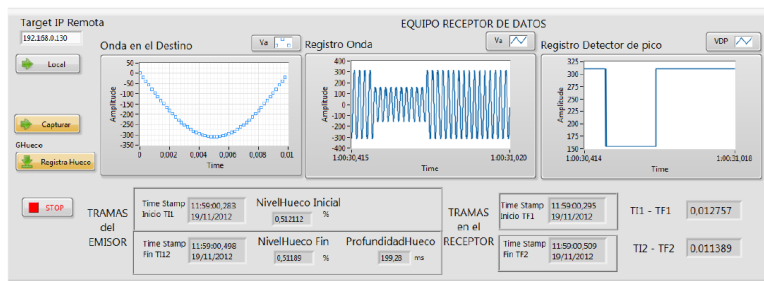 Target IP Remota
192.168.0.130
Local
Capturar
GHueco
Registra Hueco
STOP
EQUIPO RECEPTOR DE DATOS
Onda en el Destino
Va
50
0
-50
-100
-150
-200
-250
-300
-350
Amplitude
0
0,002
0,004
0,006
0,008
0,01
Time
Registro Onda
Va
400
300
200
100
0
-100
-200
-300
-400
Amplitude
1:00:30,415
1:00:31,020
Time
Registro Detector de pico
VDP
325
300
275
250
225
200
175
150
Amplitude
1:00:30,414
1:00:31,018
Time
TRAMAS
del
EMISOR
Time Stamp
Inicio TI1
11:59:00,283
19/11/2012
NivelHueco Inicial
0,512112 %
Time Stamp
Fin TI12
11:59:00,498
19/11/2012
NivelHueco Fin
0,51189 %
ProfundidadHueco
199,28 ms
TRAMAS
en el
RECEPTOR
Time Stamp
Inicio TF1
11:59:00,295
19/11/2012
Time Stamp
Fin TF2
11:59:00,509
19/11/2012
TI1 - TF1
0,012757
TI2 - TF2
0,011389